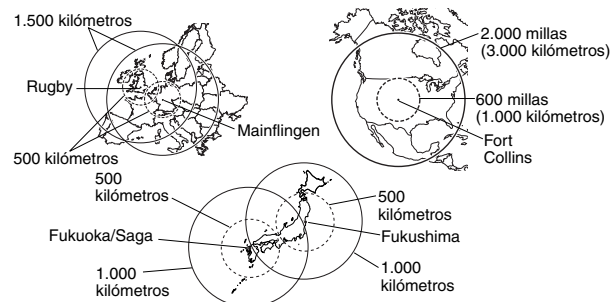 1.500 kilómetros
Rugby
Mainflingen
500 kilómetros
2.000 millas
(3.000 kilómetros)
600 millas
(1.000 kilómetros)
Fort
Collins
500
kilómetros
Fukuoka/Saga
1.000
kilómetros
500
kilómetros
Fukushima
1.000
kilómetros